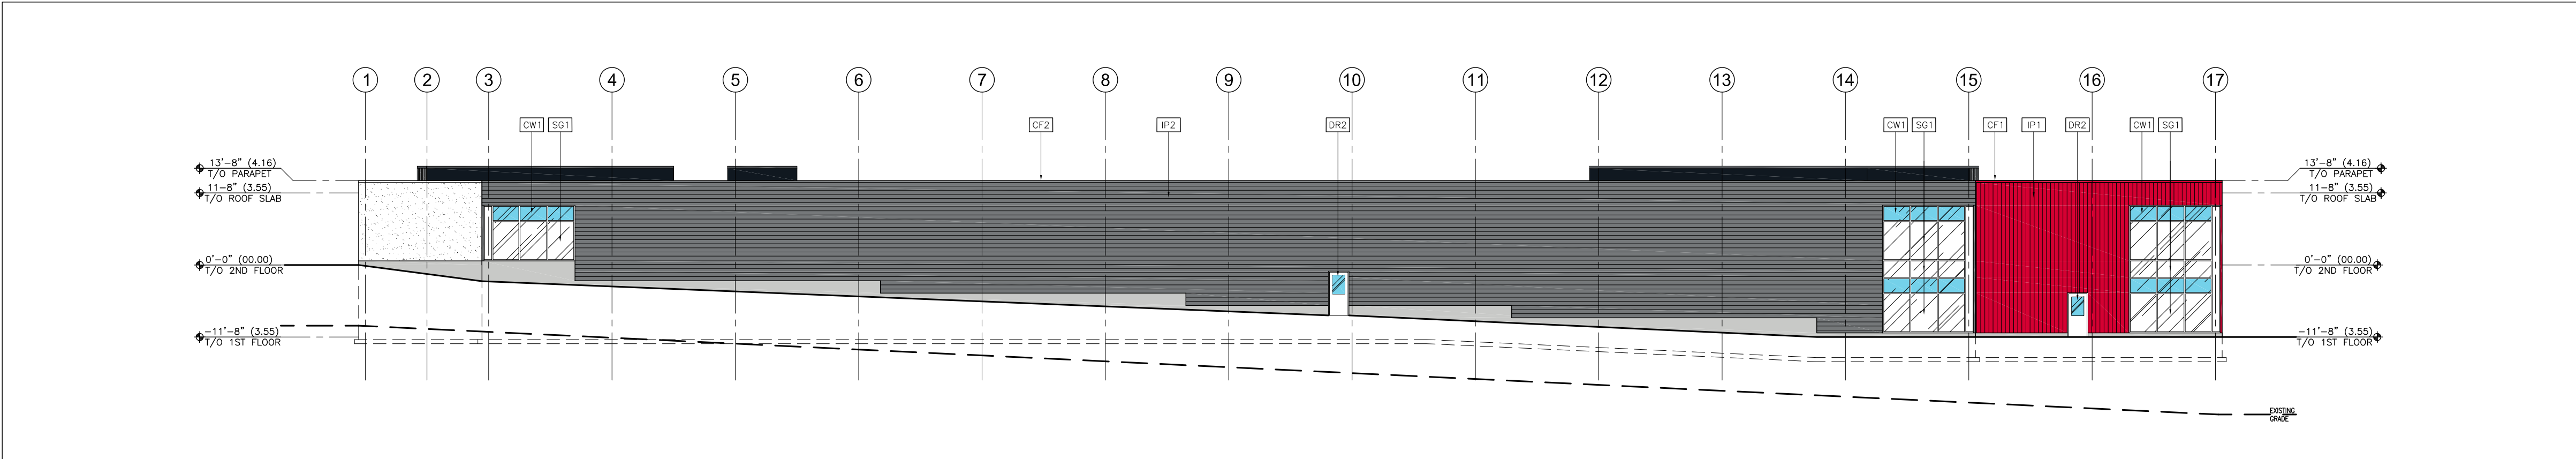 1 2 3 4 5 6 7 8 9 10 11 12 13 14 15 16 17
CW1 SG1 CF2 IP2 DR2 CW1 SG1 CF1 IP1 DR2 CW1 SG1
13'-8" (4.16)
T/O PARAPET
11-8" (3.55)
T/O ROOF SLAB
0'-0" (00.00)
T/O 2ND FLOOR
-11'-8" (3.55)
T/O 1ST FLOOR
13'-8" (4.16)
T/O PARAPET
11-8" (3.55)
T/O ROOF SLAB
0'-0" (00.00)
T/O 2ND FLOOR
-11'-8" (3.55)
T/O 1ST FLOOR
EXISTING
GRADE